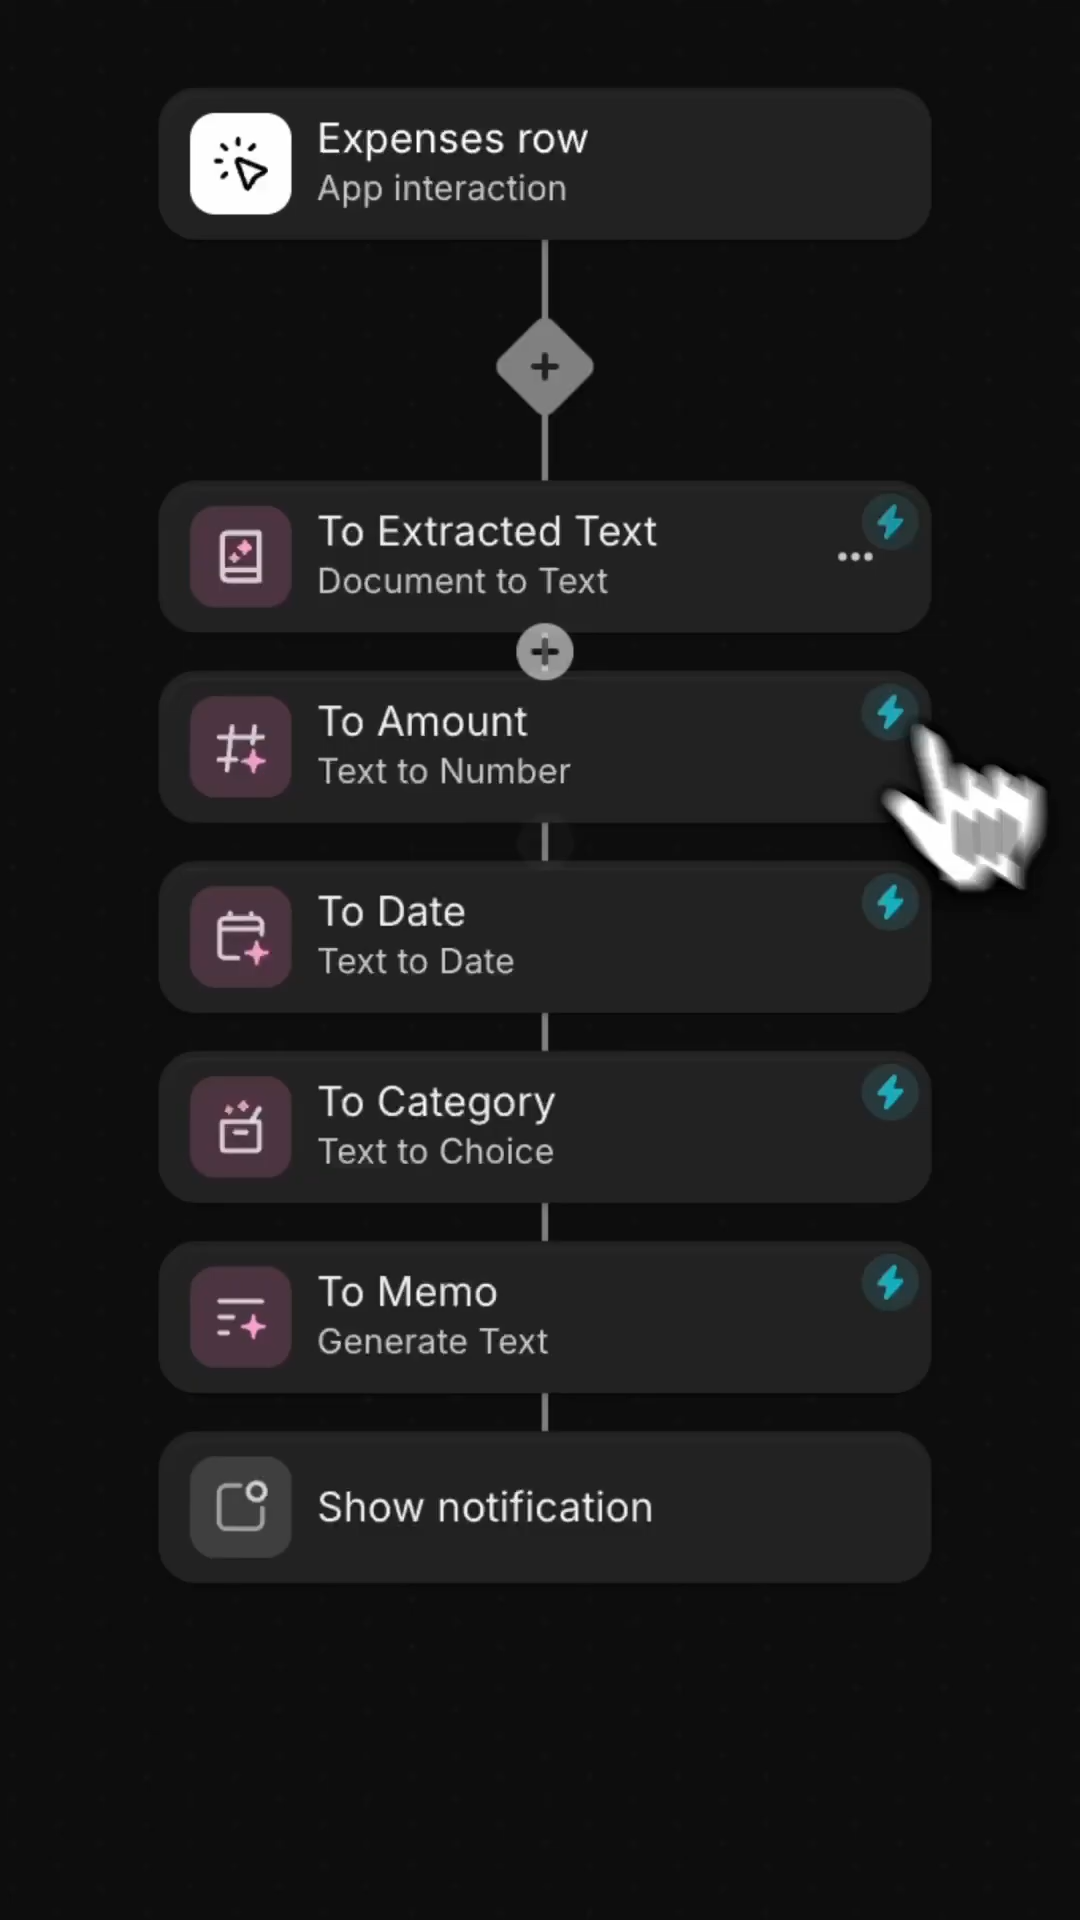 Expenses row
App interaction
To Extracted Text
Document to Text
To Amount
Text to Number
To Date
Text to Date
To Category
Text to Choice
To Memo
Generate Text
Show notification